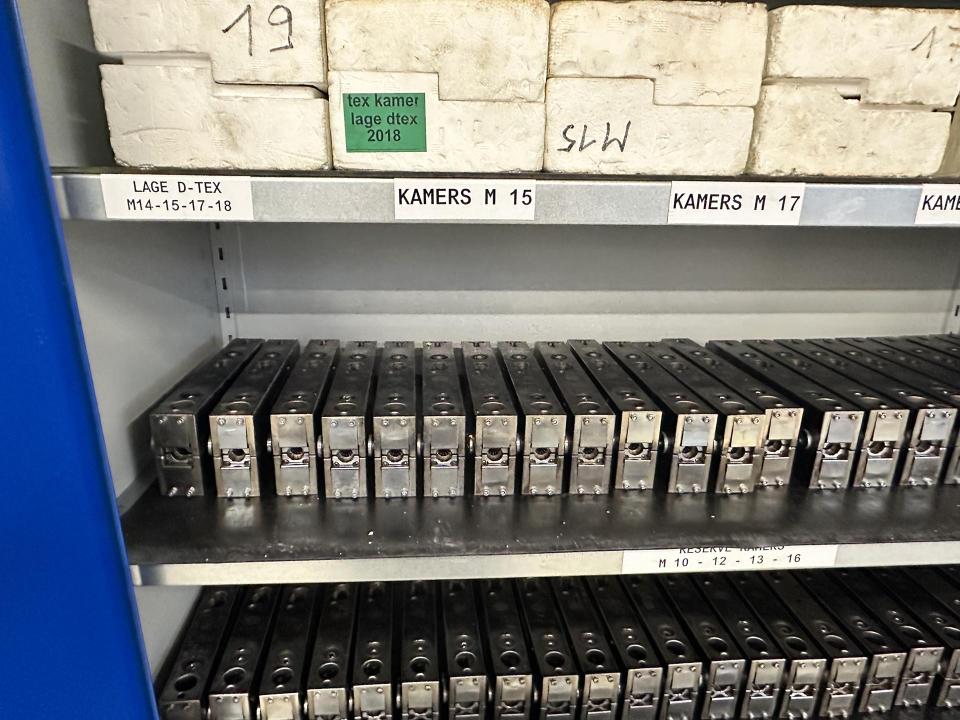 19
tex kamer
lage dtex
2018
M15
LAGE D-TEX
M14-15-17-18
KAMERS M 15
KAMERS M 17
KAME
RESERVE KAMERS
M 10 - 12 - 13 - 16